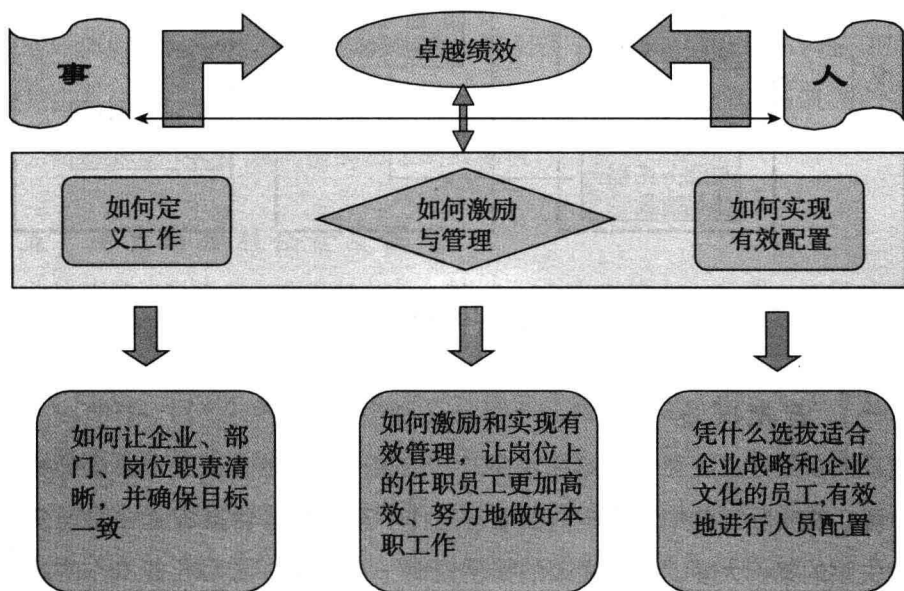 事
卓越绩效
人
如何定
义工作
如何激励
与管理
如何实现
有效配置
如何让企业、部
门、岗位职责清
晰，并确保目标
一致
如何激励和实现有
效管理，让岗位上
的任职员工更加高
效、努力地做好本
职工作
凭什么选拔适合
企业战略和企业
文化的员工,有效
地进行人员配置